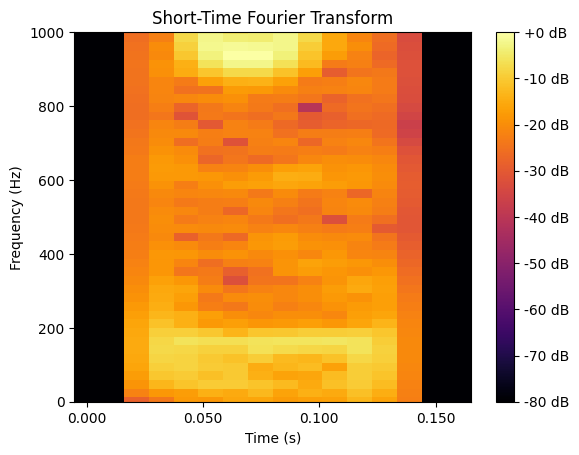 Short-Time Fourier Transform
1000
800
600
400
200
0
Frequency (Hz)
0.000
0.050
0.100
0.150
Time (s)
+0 dB
-10 dB
-20 dB
-30 dB
-40 dB
-50 dB
-60 dB
-70 dB
-80 dB